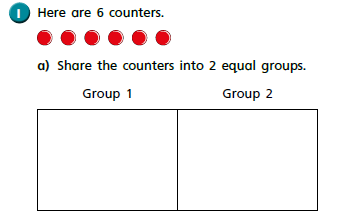 1 Here are 6 counters.
a) Share the counters into 2 equal groups.
Group 1 Group 2